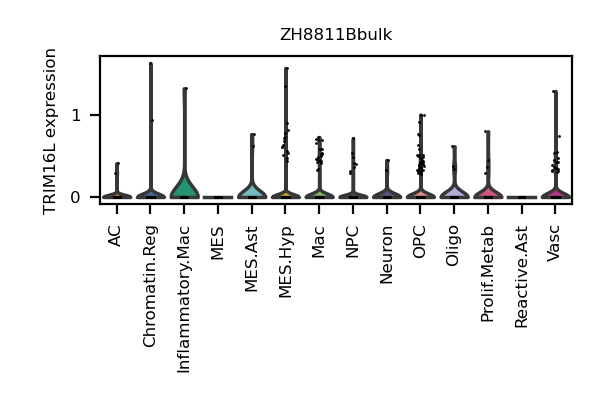 ZH8811Bbulk
TRIM16L expression
1
0
AC
Chromatin.Reg
Inflammatory.Mac
MES
MES.Ast
MES.Hyp
Mac
NPC
Neuron
OPC
Oligo
Prolif.Metab
Reactive.Ast
Vasc